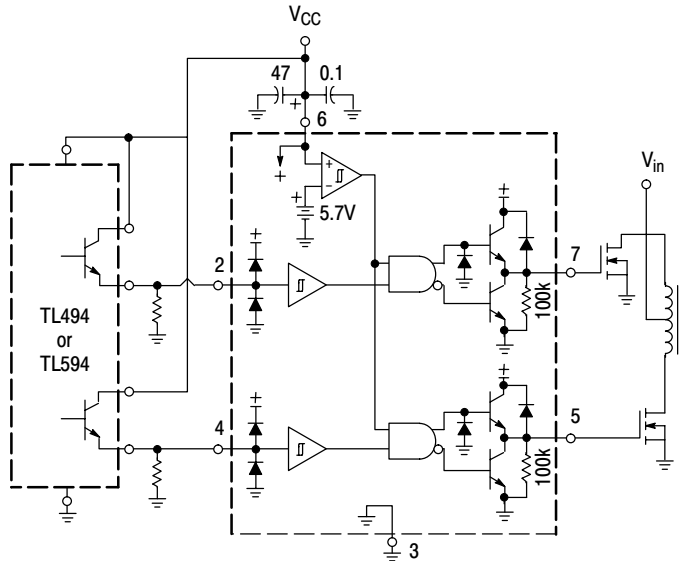 VCC
47
0.1
+
6
+
+
–
+
5.7V
Vin
+
7
2
+
100k
TL494
or
TL594
+
5
4
+
100k
3